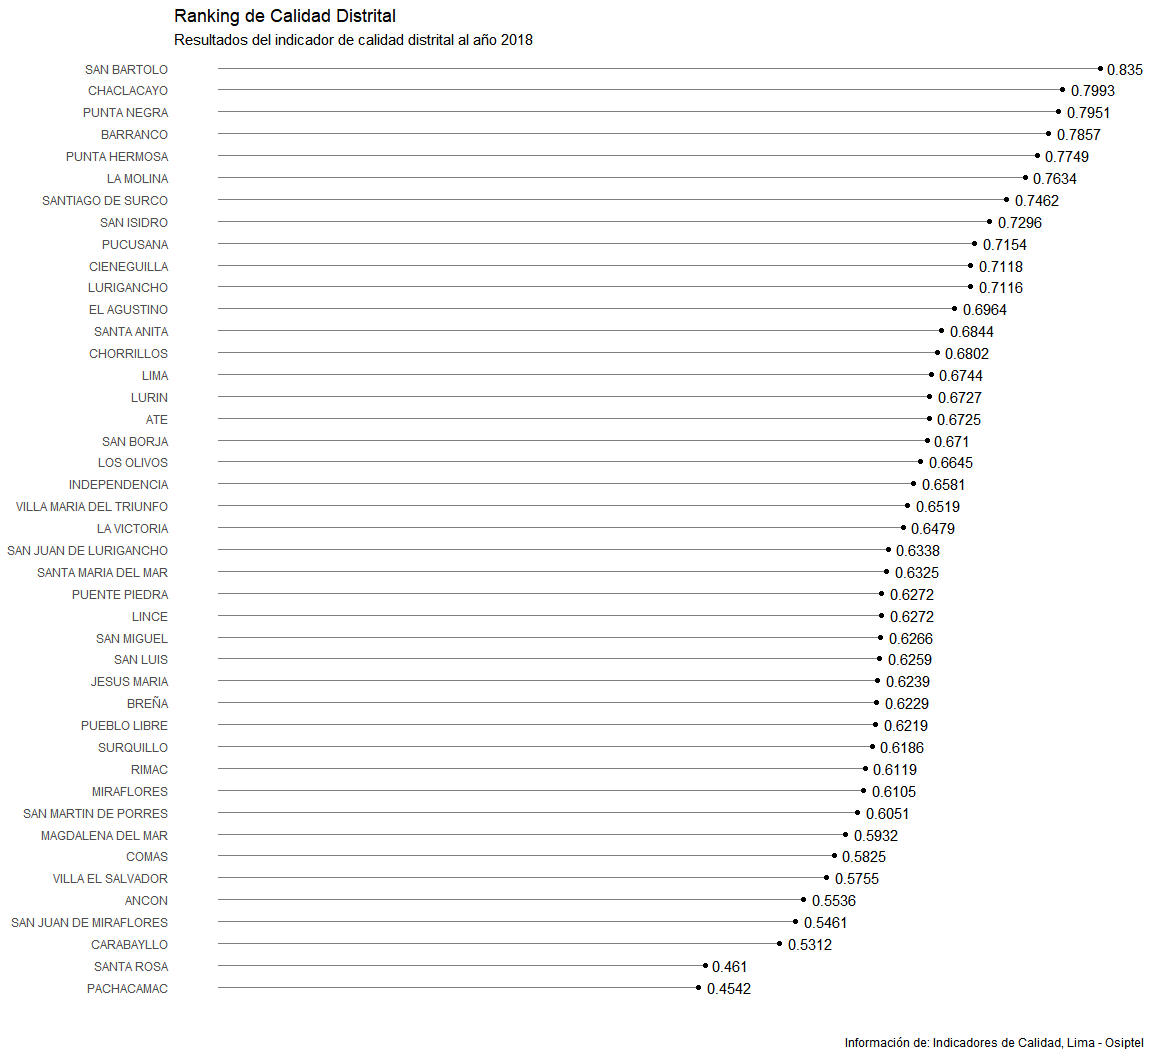 Ranking de Calidad Distrital
Resultados del indicador de calidad distrital al año 2018
SAN BARTOLO 0.835
CHACLACAYO 0.7993
PUNTA NEGRA 0.7951
BARRANCO 0.7857
PUNTA HERMOSA 0.7749
LA MOLINA 0.7634
SANTIAGO DE SURCO 0.7462
SAN ISIDRO 0.7296
PUCUSANA 0.7154
CIENEGUILLA 0.7118
LURIGANCHO 0.7116
EL AGUSTINO 0.6964
SANTA ANITA 0.6844
CHORRILLOS 0.6802
LIMA 0.6744
LURIN 0.6727
ATE 0.6725
SAN BORJA 0.671
LOS OLIVOS 0.6645
INDEPENDENCIA 0.6581
VILLA MARIA DEL TRIUNFO 0.6519
LA VICTORIA 0.6479
SAN JUAN DE LURIGANCHO 0.6338
SANTA MARIA DEL MAR 0.6325
PUENTE PIEDRA 0.6272
LINCE 0.6272
SAN MIGUEL 0.6266
SAN LUIS 0.6259
JESUS MARIA 0.6239
BREÑA 0.6229
PUEBLO LIBRE 0.6219
SURQUILLO 0.6186
RIMAC 0.6119
MIRAFLORES 0.6105
SAN MARTIN DE PORRES 0.6051
MAGDALENA DEL MAR 0.5932
COMAS 0.5825
VILLA EL SALVADOR 0.5755
ANCON 0.5536
SAN JUAN DE MIRAFLORES 0.5461
CARABAYLLO 0.5312
SANTA ROSA 0.461
PACHACAMAC 0.4542
Información de: Indicadores de Calidad, Lima - Osiptel